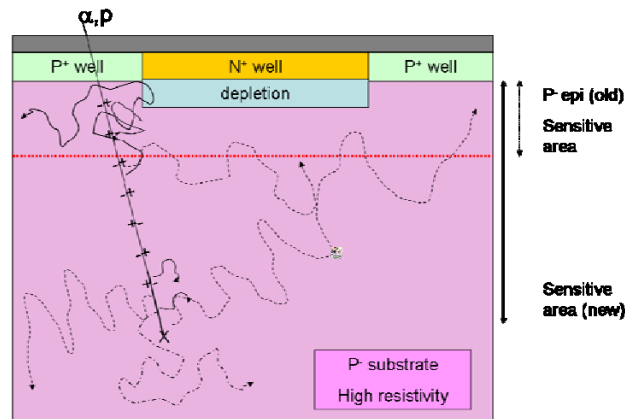 α,p
P+ well
N+ well
P+ well
depletion
P- epi (old)
Sensitive
area
Sensitive
area (new)
P- substrate
High resistivity